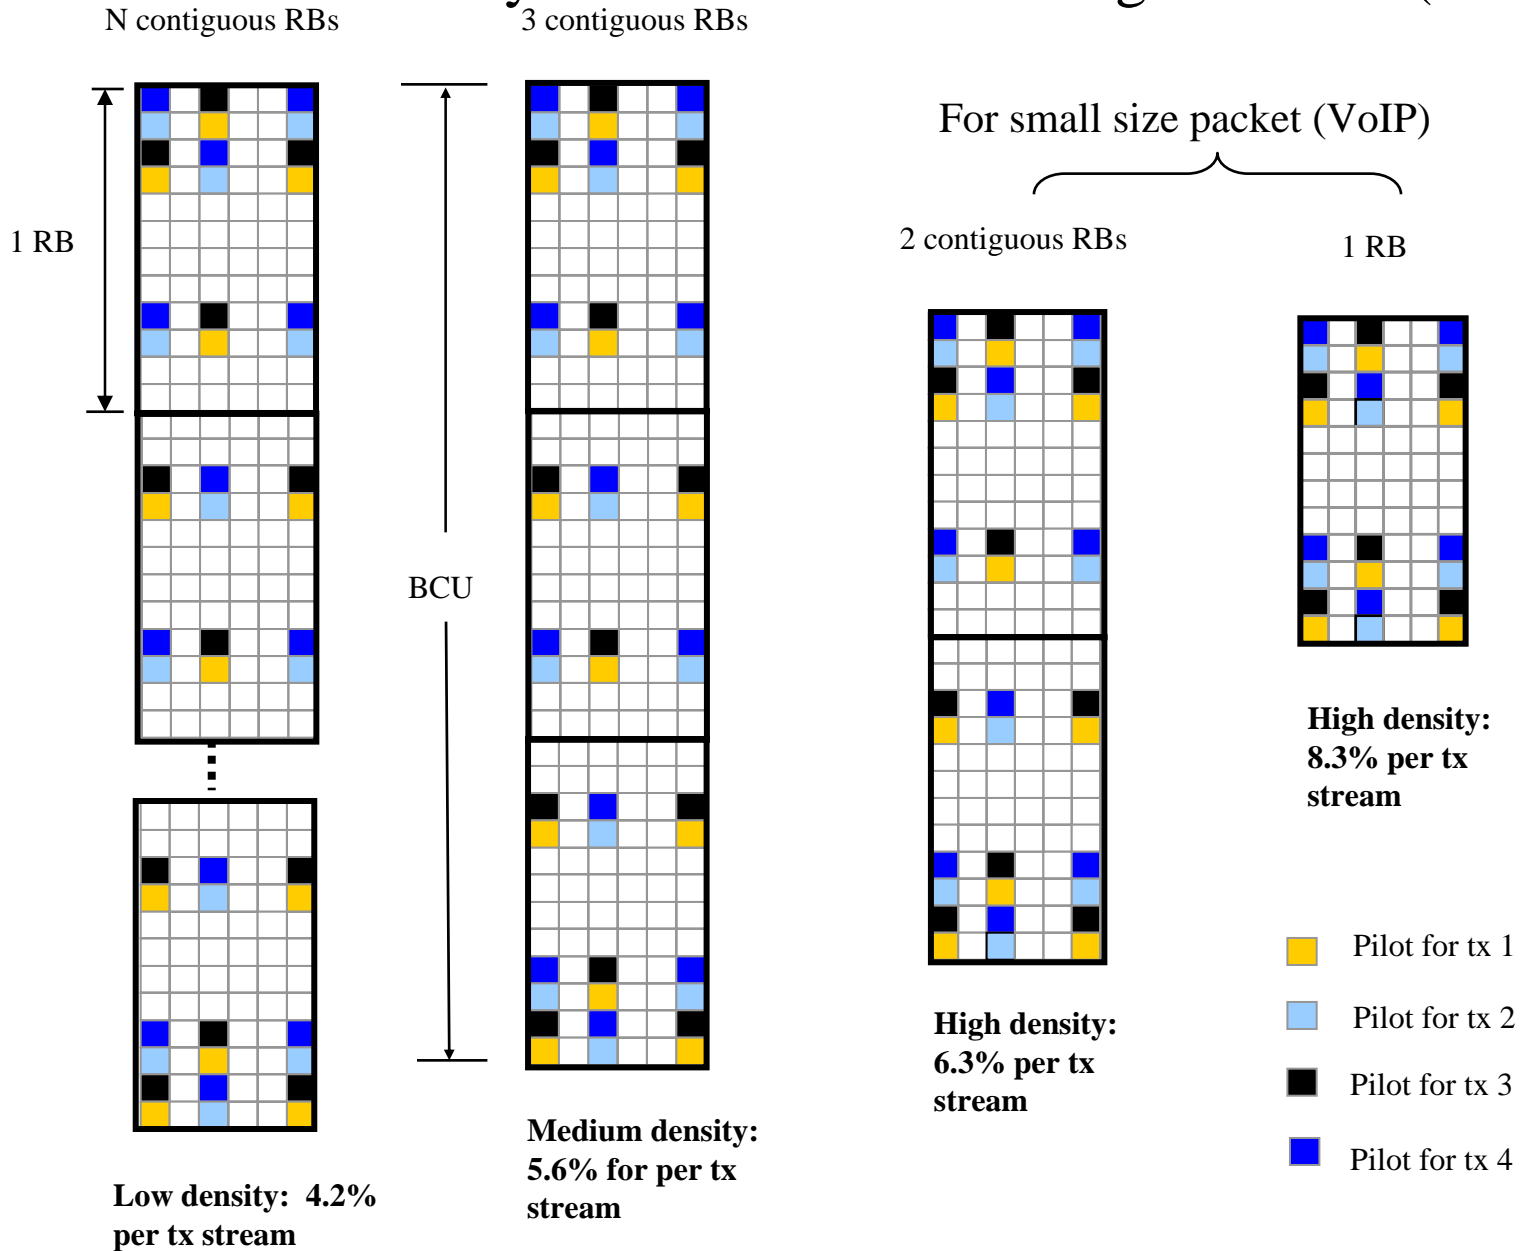 N contiguous RBs
3 contiguous RBs
For small size packet (VoIP)
1 RB
2 contiguous RBs
1 RB
BCU
High density:
8.3% per tx
stream
High density:
6.3% per tx
stream
Pilot for tx 1
Pilot for tx 2
Pilot for tx 3
Pilot for tx 4
Medium density:
5.6% for per tx
stream
Low density: 4.2%
per tx stream